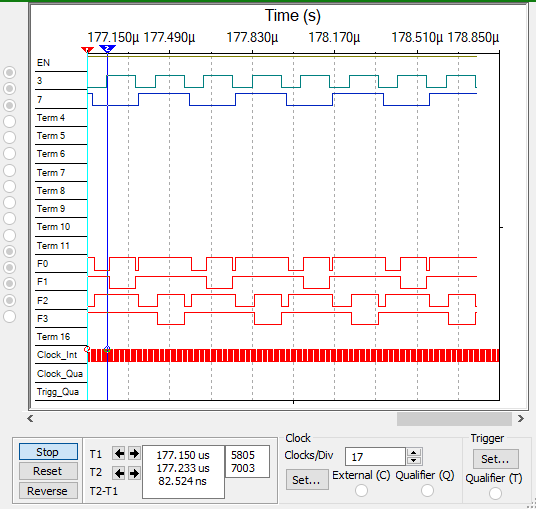 Time (s)
177.150µ 177.490µ 177.830µ 178.170µ 178.510µ 178.850µ
1 2
EN
3
7
Term 4
Term 5
Term 6
Term 7
Term 8
Term 9
Term 10
Term 11
F0
F1
F2
F3
Term 16
Clock_Int
Clock_Qua
Trigg_Qua
Stop
Reset
Reverse
T1
T2
T2-T1
177.150 us
177.233 us
82.524 ns
5805
7003
Clock
Clocks/Div 17
Set... External (C) Qualifier (Q)
Trigger
Set...
Qualifier (T)